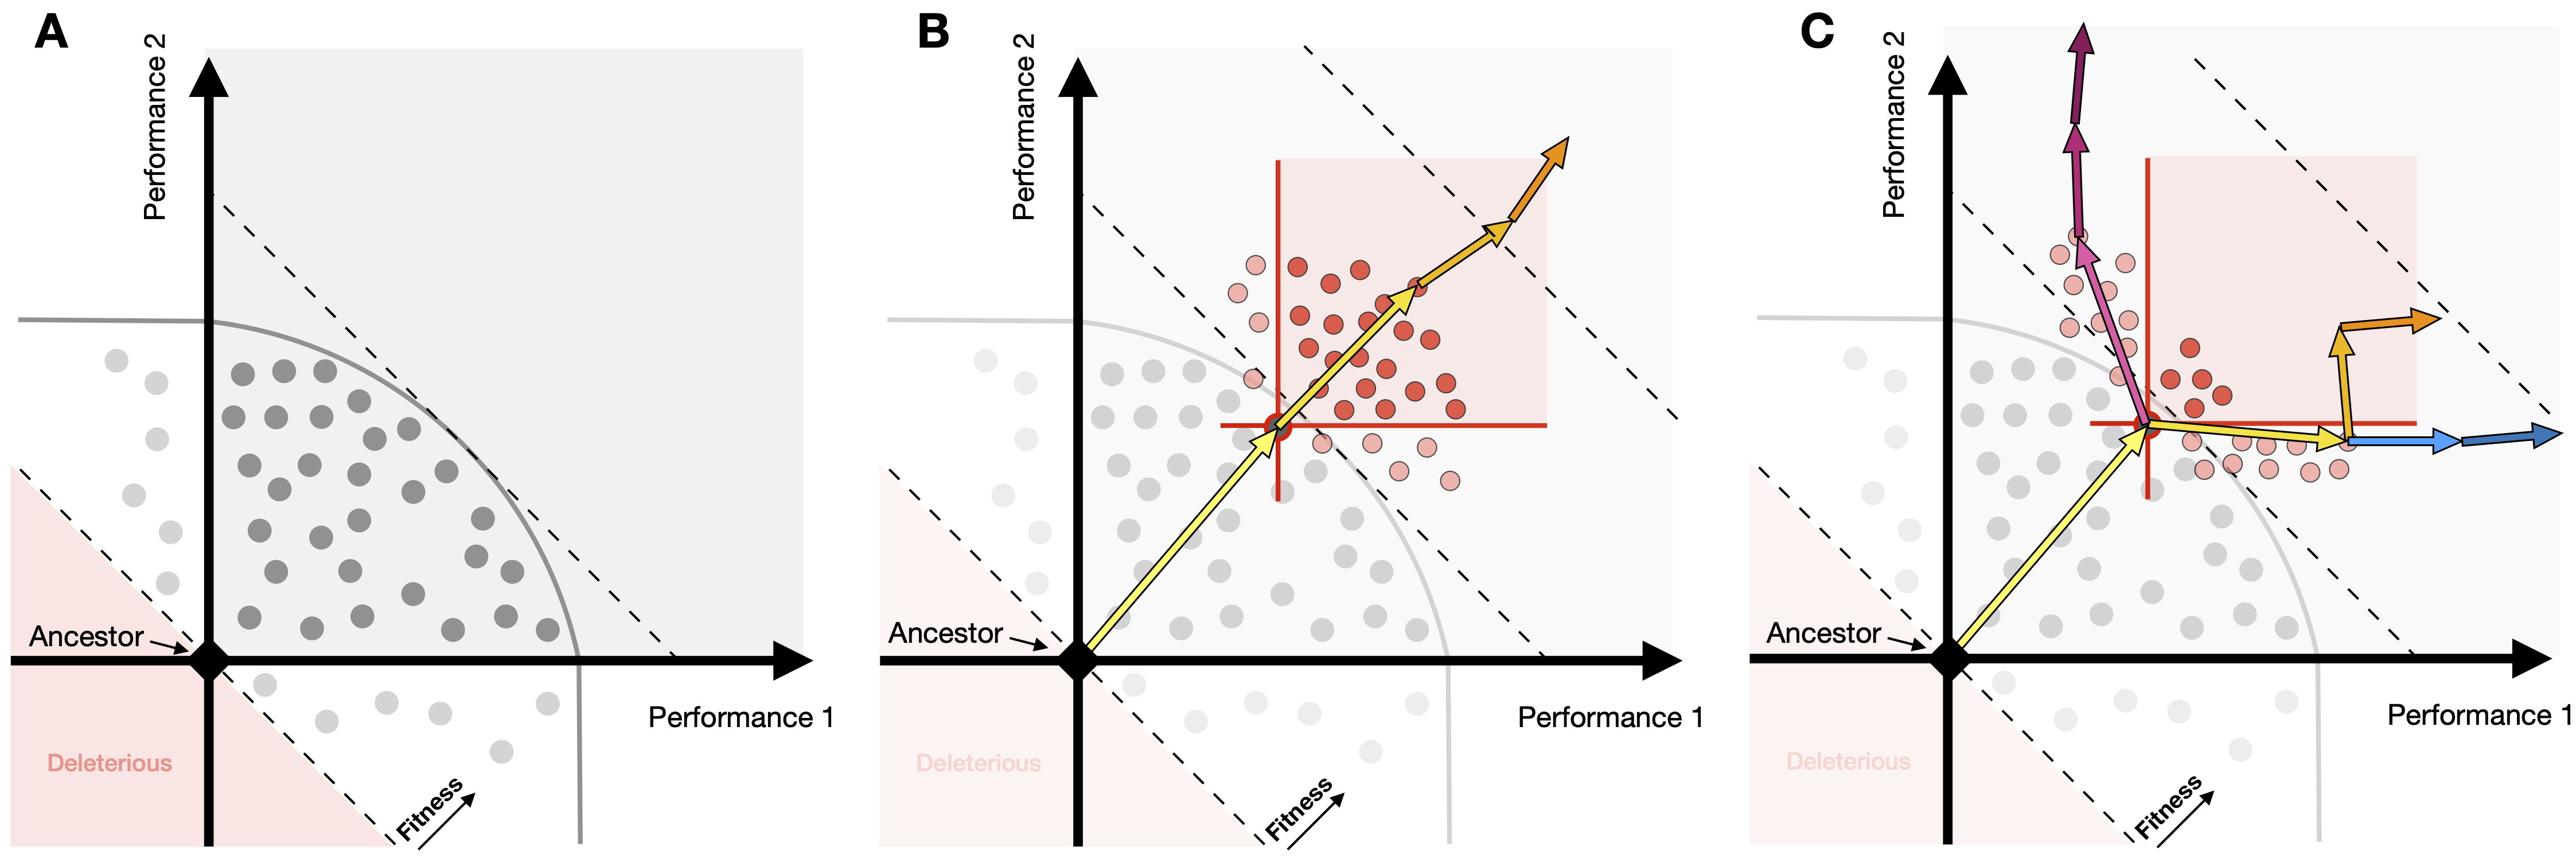 A
Performance 2
Ancestor
Performance 1
Deleterious
Fitness
B
Performance 2
Ancestor
Performance 1
Deleterious
Fitness
C
Performance 2
Ancestor
Performance 1
Deleterious
Fitness